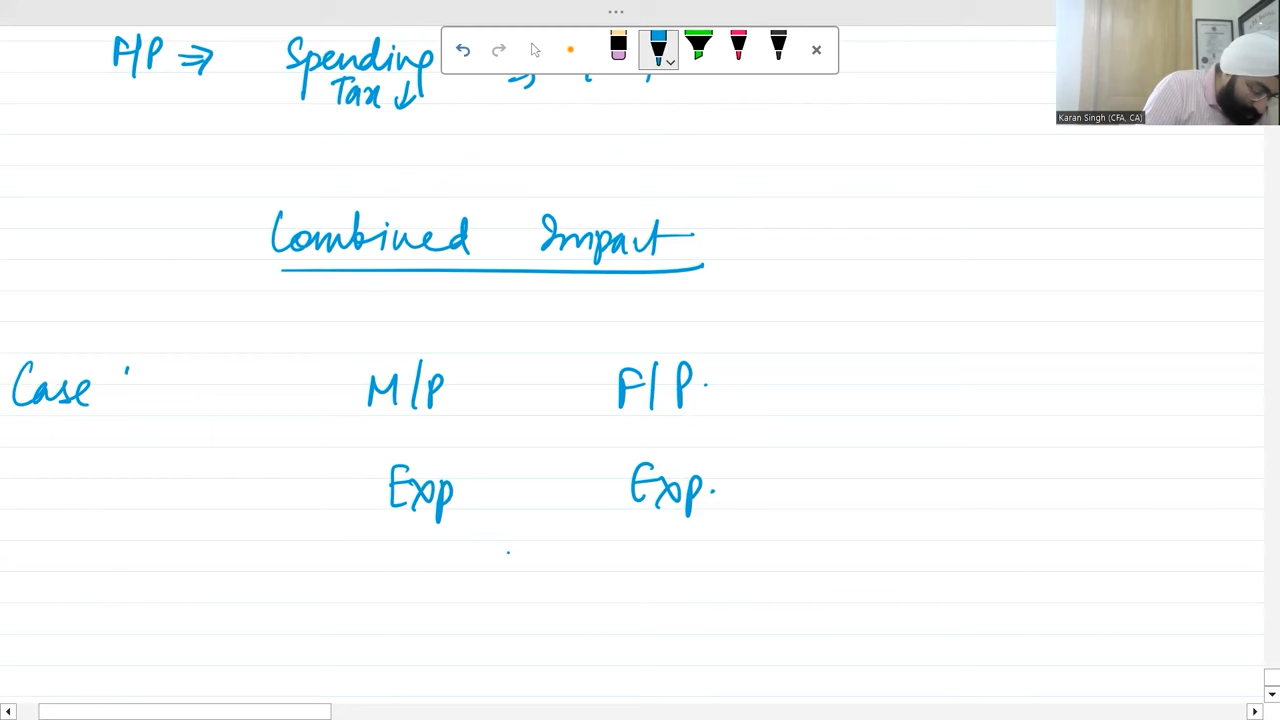 F/P ⇒ Spending
Tax ↓
Karan Singh (CFA, CA)
Combined Impact
Case M/P F/P.
Exp Exp.